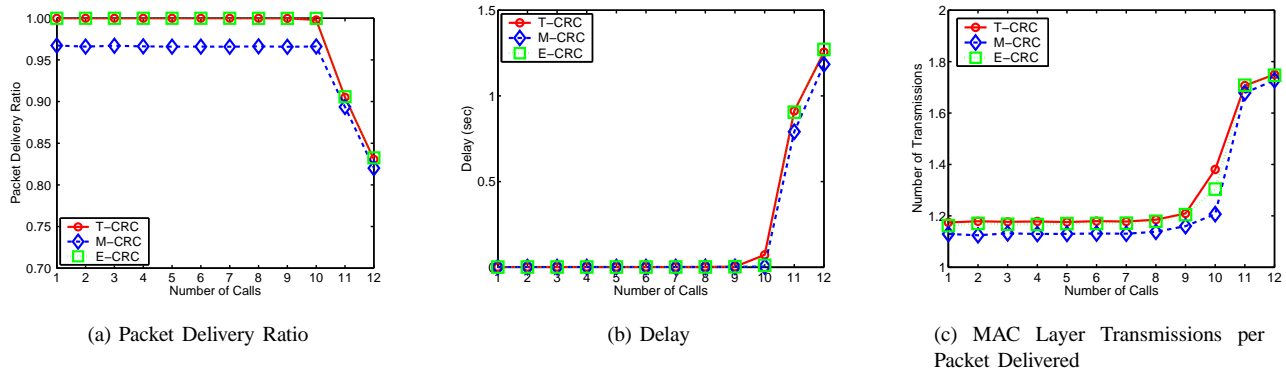 1.00
0.95
0.90
0.85
0.80
0.75
0.70
Packet Delivery Ratio
T−CRC
M−CRC
E−CRC
1 2 3 4 5 6 7 8 9 10 11 12
Number of Calls
(a) Packet Delivery Ratio
1.5
1
0.5
0
Delay (sec)
T−CRC
M−CRC
E−CRC
1 2 3 4 5 6 7 8 9 10 11 12
Number of Calls
(b) Delay
2
1.8
1.6
1.4
1.2
1
Number of Transmissions
T−CRC
M−CRC
E−CRC
1 2 3 4 5 6 7 8 9 10 11 12
Number of Calls
(c) MAC Layer Transmissions per
Packet Delivered